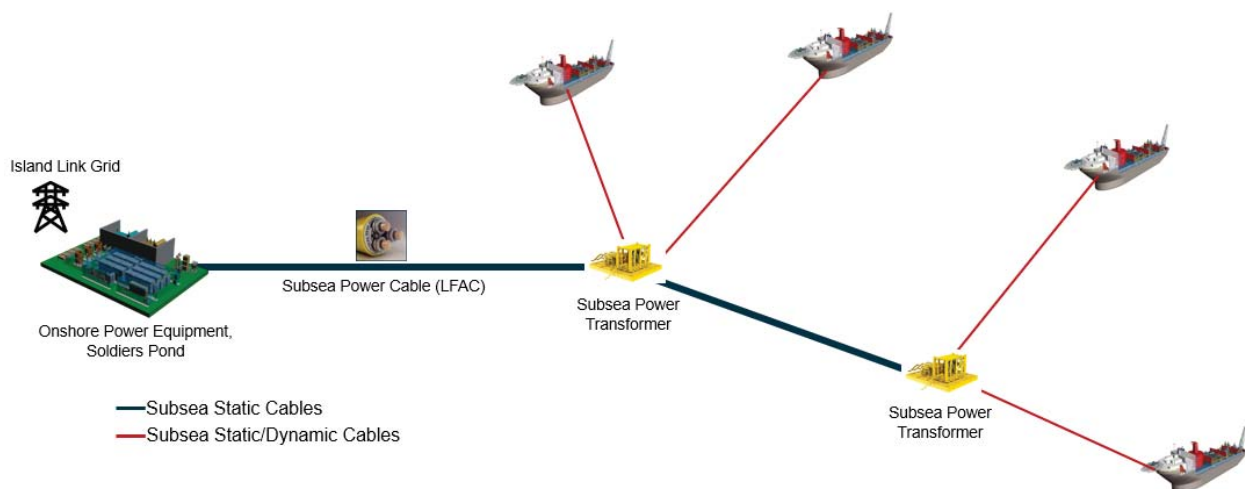 Island Link Grid
Subsea Power Cable (LFAC)
Onshore Power Equipment,
Soldiers Pond
Subsea Power
Transformer
Subsea Power
Transformer
Subsea Static Cables
Subsea Static/Dynamic Cables